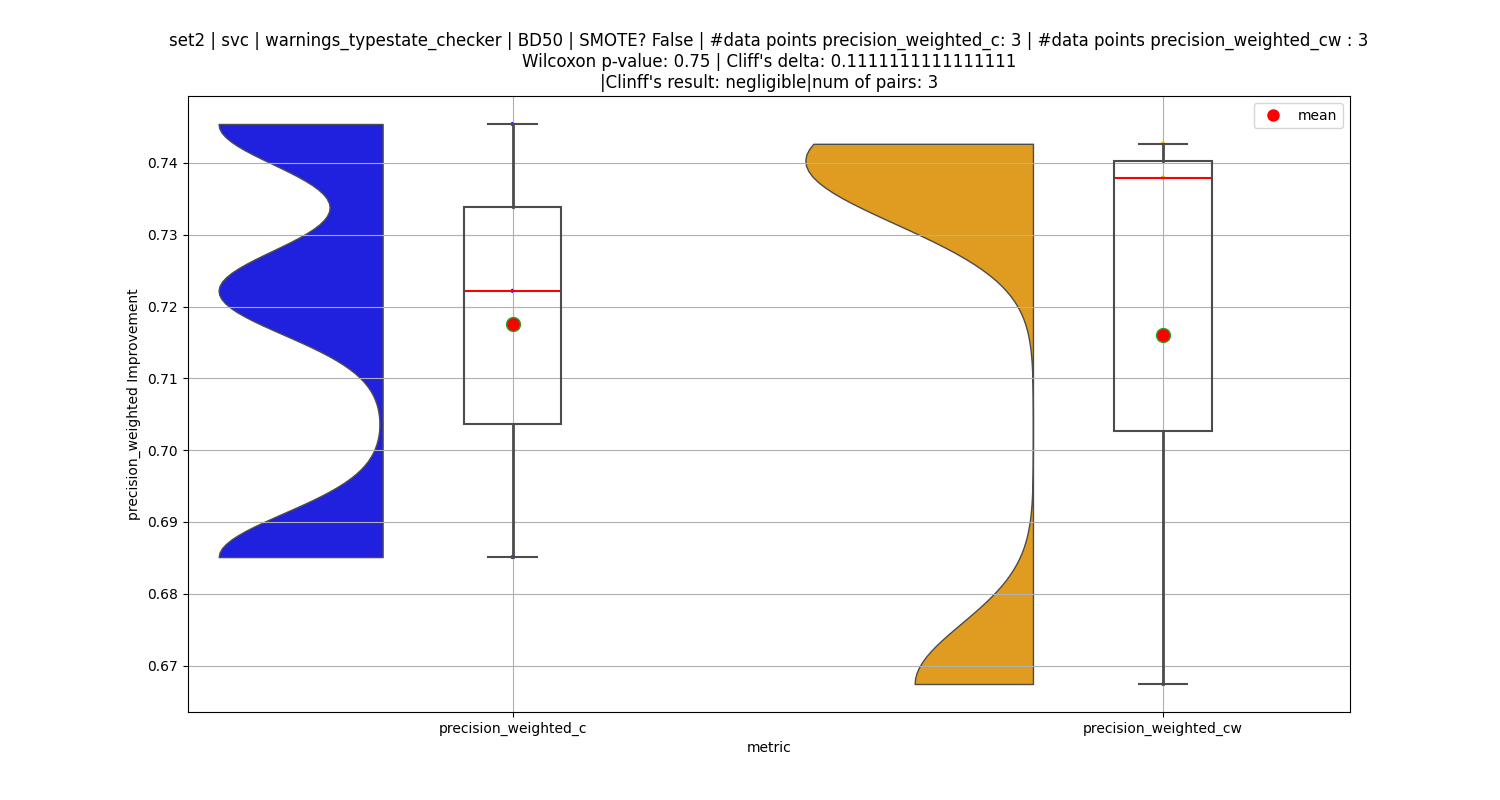 set2 | svc | warnings_typestate_checker | BD50 | SMOTE? False | #data points precision_weighted_c: 3 | #data points precision_weighted_cw : 3
Wilcoxon p-value: 0.75 | Cliff's delta: 0.1111111111111111
|Clinff's result: negligible|num of pairs: 3
mean
0.74
0.73
0.72
0.71
0.70
0.69
0.68
0.67
precision_weighted Improvement
precision_weighted_c
precision_weighted_cw
metric